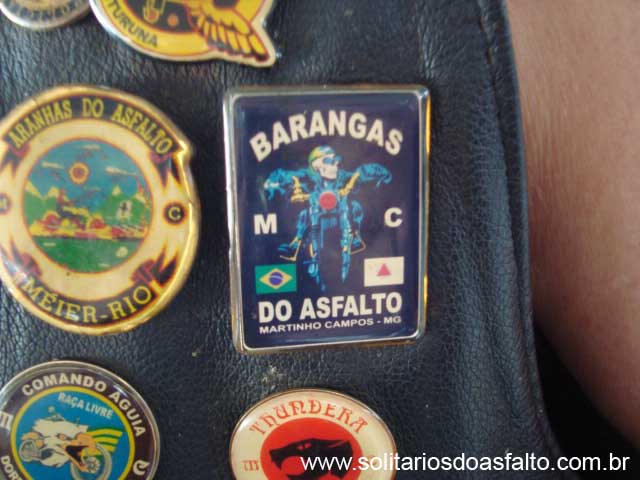 ITURUNA
ARANHAS DO ASFALTO
M C
MÉIER-RIO
BARANGAS
M C
DO ASFALTO
MARTINHO CAMPOS - MG
COMANDO ÁGUIA
RAÇA LIVRE
THUNDERA
www.solitariosdoasfalto.com.br